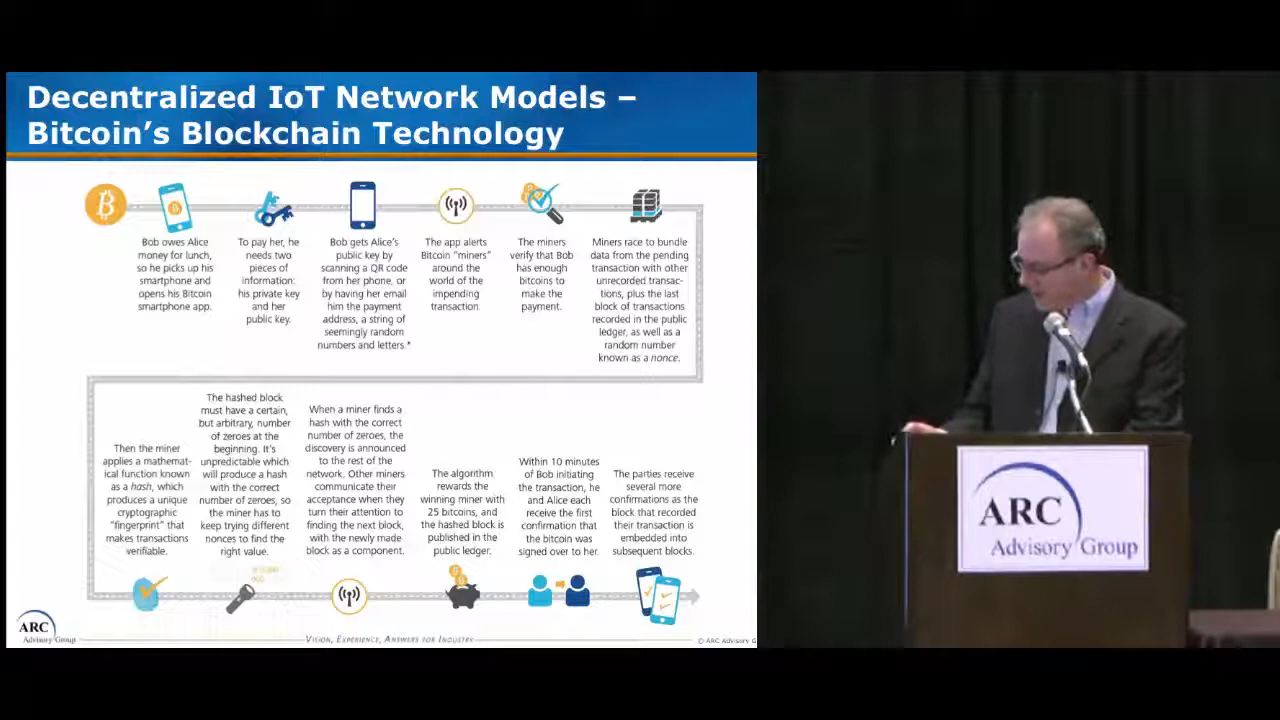 Decentralized IoT Network Models –
Bitcoin's Blockchain Technology
Bob owes Alice
money for lunch,
so he picks up his
smartphone and
opens his Bitcoin
smartphone app.
To pay her, he
needs two
pieces of
information:
his private key
and her
public key.
Bob gets Alice's
public key by
scanning a QR code
from her phone, or
by having her email
him the payment
address, a string of
seemingly random
numbers and letters.*
The app alerts
Bitcoin "miners"
around the
world of the
impending
transaction.
The miners
verify that Bob
has enough
bitcoins to
make the
payment.
Miners race to bundle
data from the pending
transaction with other
unrecorded transac-
tions, plus the last
block of transactions
recorded in the public
ledger, as well as a
random number
known as a nonce.
Then the miner
applies a mathemat-
ical function known
as a hash, which
produces a unique
cryptographic
"fingerprint" that
makes transactions
verifiable.
The hashed block
must have a certain,
but arbitrary, number
of zeroes at the
beginning. It's
unpredictable which
will produce a hash
with the correct
number of zeroes, so
the miner has to
keep trying different
nonces to find the
right value.
When a miner finds a
hash with the correct
number of zeroes, the
discovery is announced
to the rest of the
network. Other miners
communicate their
acceptance when they
turn their attention to
finding the next block,
with the newly made
block as a component.
The algorithm
rewards the
winning miner with
25 bitcoins, and
the hashed block is
published in the
public ledger.
Within 10 minutes
of Bob initiating
the transaction, he
and Alice each
receive the first
confirmation that
the bitcoin was
signed over to her.
The parties receive
several more
confirmations as the
block that recorded
their transaction is
embedded into
subsequent blocks.
ARC
Advisory Group
VISION, EXPERIENCE, ANSWERS FOR INDUSTRY
© ARC Advisory G
ARC
Advisory Group